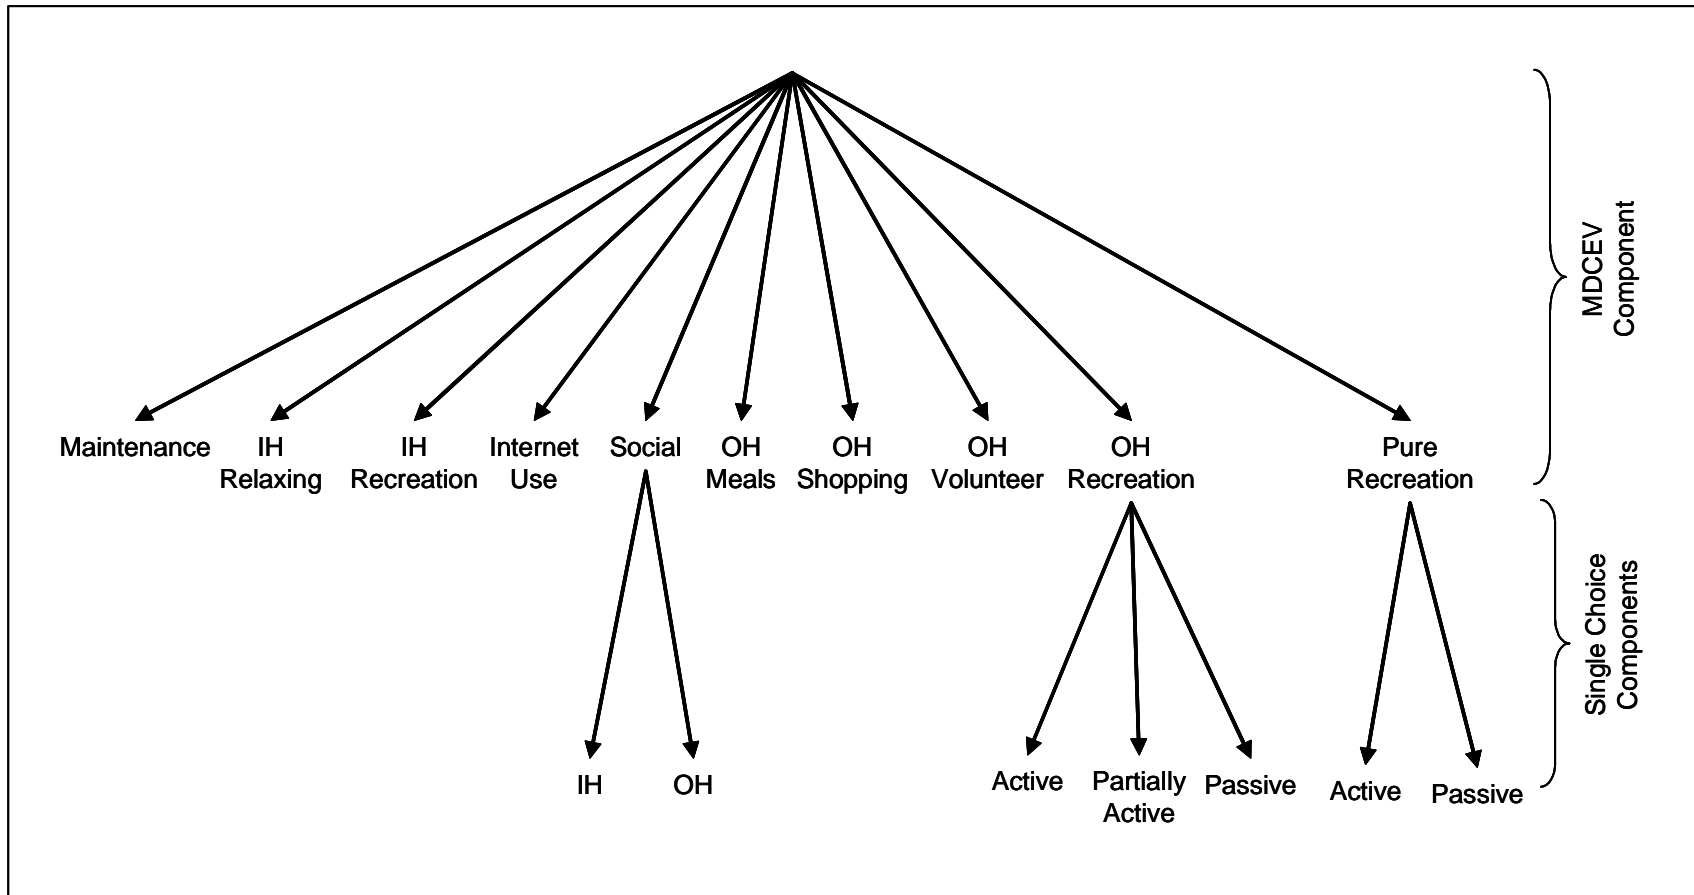 Maintenance
IH
Relaxing
IH
Recreation
Internet
Use
Social
OH
Meals
OH
Shopping
OH
Volunteer
OH
Recreation
Pure
Recreation
MDCEV
Component
IH
OH
Active
Partially
Active
Passive
Active
Passive
Single Choice
Components